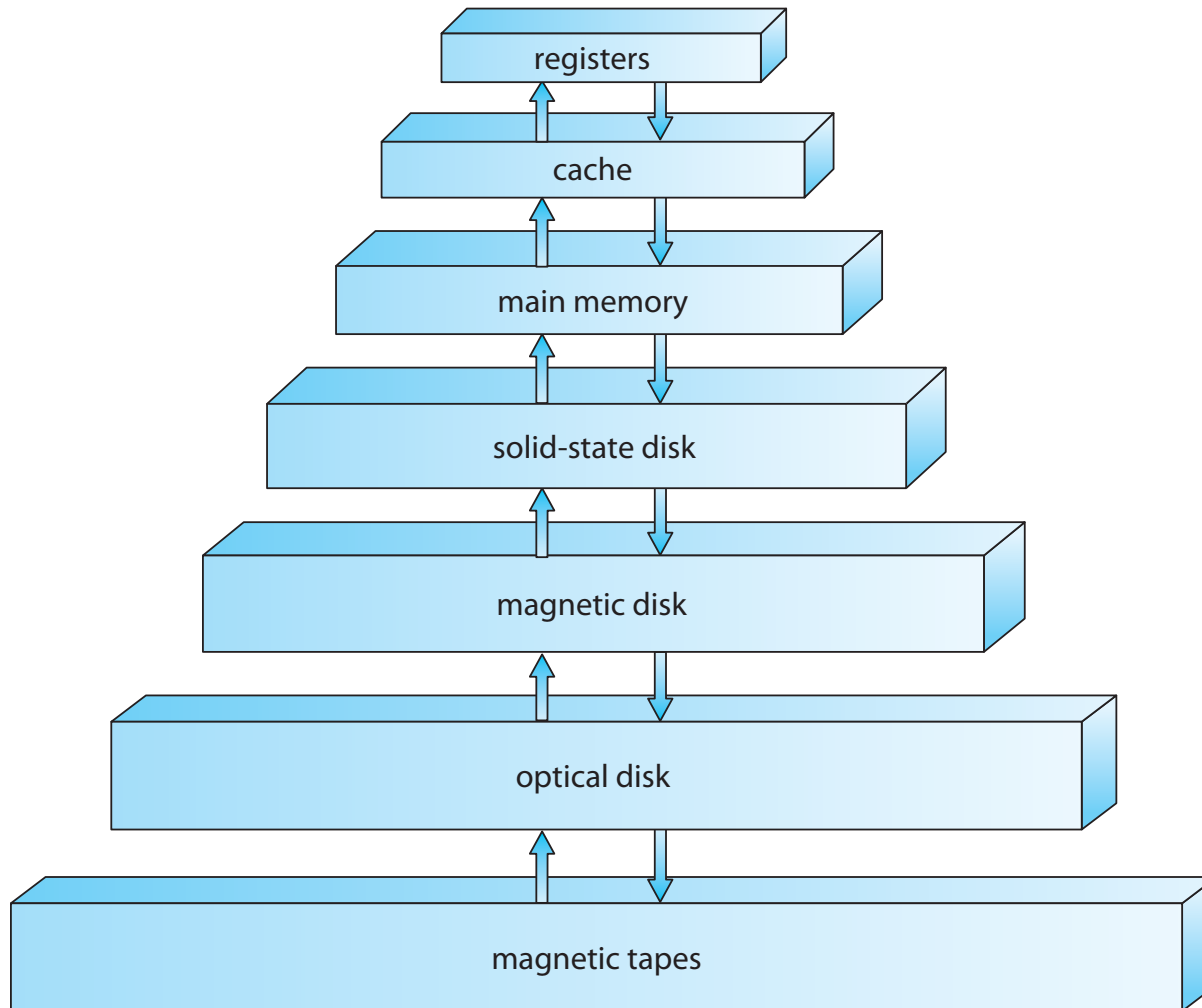 registers
cache
main memory
solid-state disk
magnetic disk
optical disk
magnetic tapes